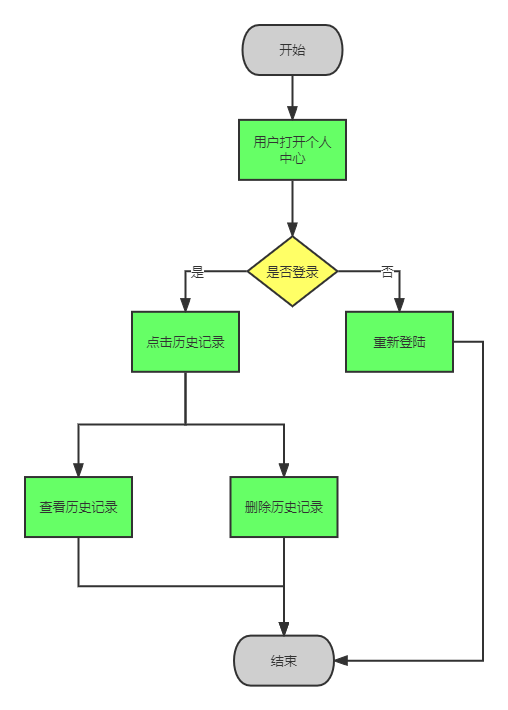 开始
用户打开个人
中心
是
是否登录
否
点击历史记录
重新登陆
查看历史记录
删除历史记录
结束